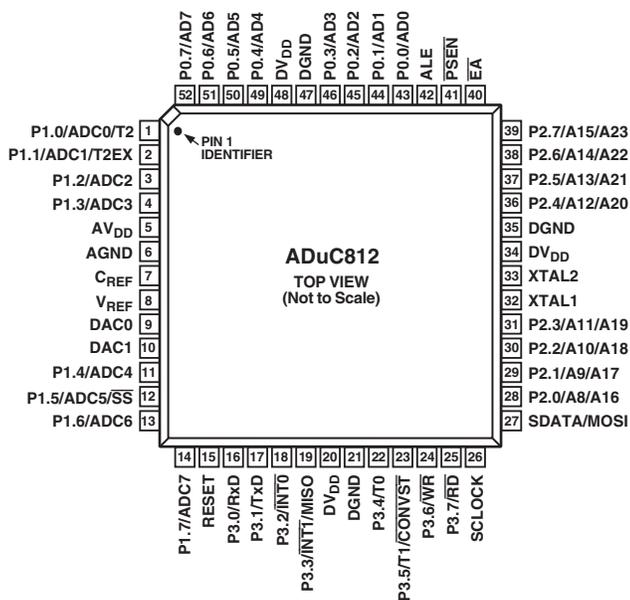 P0.7/AD7
P0.6/AD6
P0.5/AD5
P0.4/AD4
DVDD
DGND
P0.3/AD3
P0.2/AD2
P0.1/AD1
P0.0/AD0
ALE
PSEN
EA
52 51 50 49 48 47 46 45 44 43 42 41 40
P1.0/ADC0/T2 1
P1.1/ADC1/T2EX 2
P1.2/ADC2 3
P1.3/ADC3 4
AVDD 5
AGND 6
CREF 7
VREF 8
DAC0 9
DAC1 10
P1.4/ADC4 11
P1.5/ADC5/SS 12
P1.6/ADC6 13
PIN 1
IDENTIFIER
ADuC812
TOP VIEW
(Not to Scale)
39 P2.7/A15/A23
38 P2.6/A14/A22
37 P2.5/A13/A21
36 P2.4/A12/A20
35 DGND
34 DVDD
33 XTAL2
32 XTAL1
31 P2.3/A11/A19
30 P2.2/A10/A18
29 P2.1/A9/A17
28 P2.0/A8/A16
27 SDATA/MOSI
14 15 16 17 18 19 20 21 22 23 24 25 26
P1.7/ADC7
RESET
P3.0/RxD
P3.1/TxD
P3.2/INT0
P3.3/INT1/MISO
DVDD
DGND
P3.4/T0
P3.5/T1/CONVST
P3.6/WR
P3.7/RD
SCLOCK